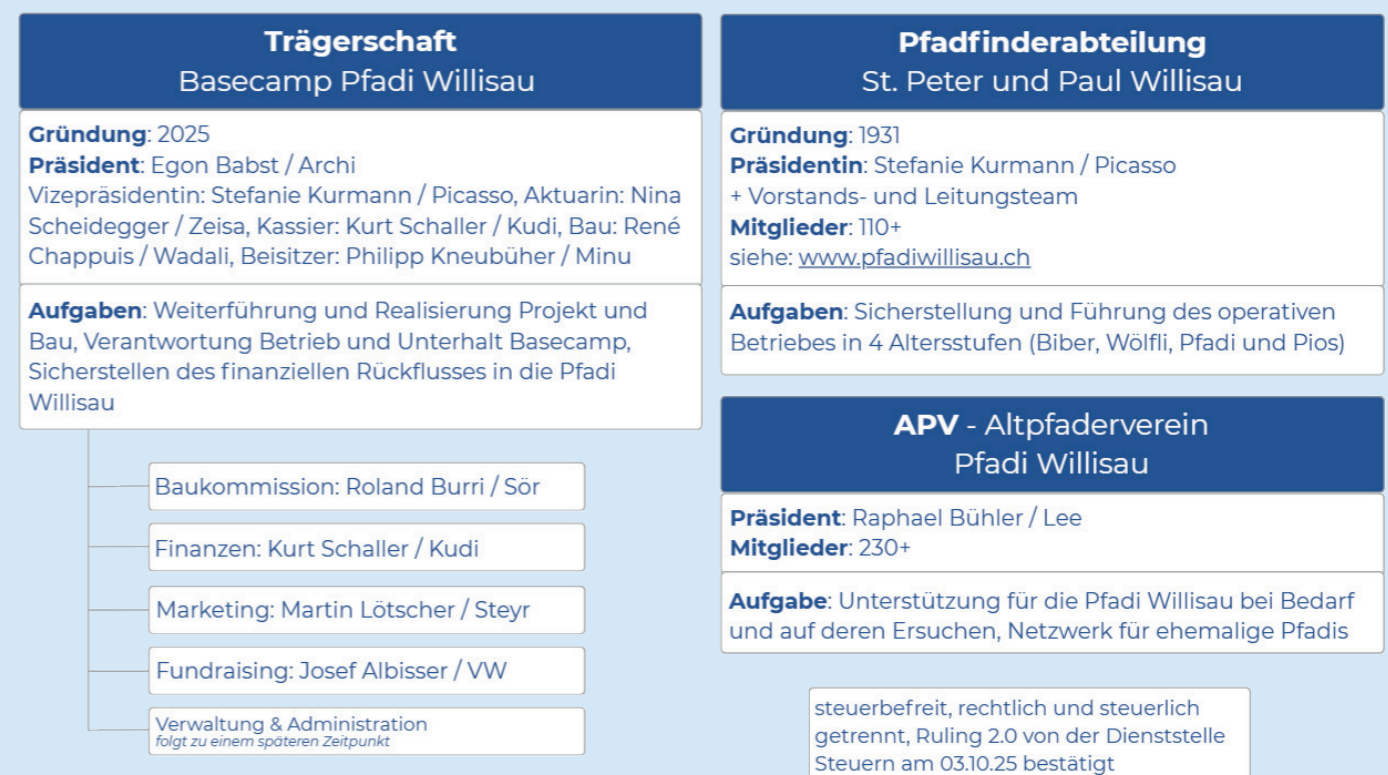 Trägerschaft
Basecamp Pfadi Willisau
Gründung: 2025
Präsident: Egon Babst / Archi
Vizepräsidentin: Stefanie Kurmann / Picasso, Aktuarin: Nina
Scheidegger / Zeisa, Kassier: Kurt Schaller / Kudi, Bau: René
Chappuis / Wadali, Beisitzer: Philipp Kneubüher / Minu
Aufgaben: Weiterführung und Realisierung Projekt und
Bau, Verantwortung Betrieb und Unterhalt Basecamp,
Sicherstellen des finanziellen Rückflusses in die Pfadi
Willisau
Baukommission: Roland Burri / Sör
Finanzen: Kurt Schaller / Kudi
Marketing: Martin Lötscher / Steyr
Fundraising: Josef Albisser / VW
Verwaltung & Administration
folgt zu einem späteren Zeitpunkt
Pfadfinderabteilung
St. Peter und Paul Willisau
Gründung: 1931
Präsidentin: Stefanie Kurmann / Picasso
+ Vorstands- und Leitungsteam
Mitglieder: 110+
siehe: www.pfadiwillisau.ch
Aufgaben: Sicherstellung und Führung des operativen
Betriebes in 4 Altersstufen (Biber, Wölfli, Pfadi und Pios)
APV - Altpfaderverein
Pfadi Willisau
Präsident: Raphael Bühler / Lee
Mitglieder: 230+
Aufgabe: Unterstützung für die Pfadi Willisau bei Bedarf
und auf deren Ersuchen, Netzwerk für ehemalige Pfadis
steuerbefreit, rechtlich und steuerlich
getrennt, Ruling 2.0 von der Dienststelle
Steuern am 03.10.25 bestätigt